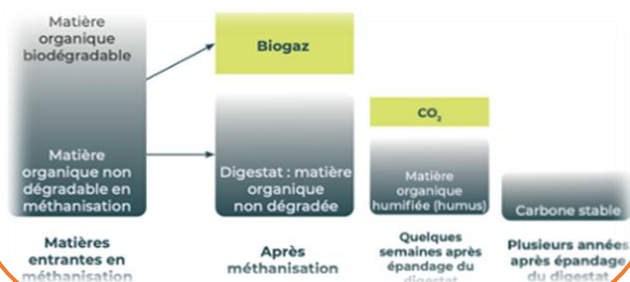 Matière
organique
biodégradable
Matière
organique non
dégradable en
méthanisation
Matières
entrantes en
méthanisation
Biogaz
Digestat : matière
organique
non dégradée
Après
méthanisation
CO₂
Matière
organique
humifiée (humus)
Quelques
semaines après
épandage du
digestat
Carbone stable
Plusieurs années
après épandage
du digestat